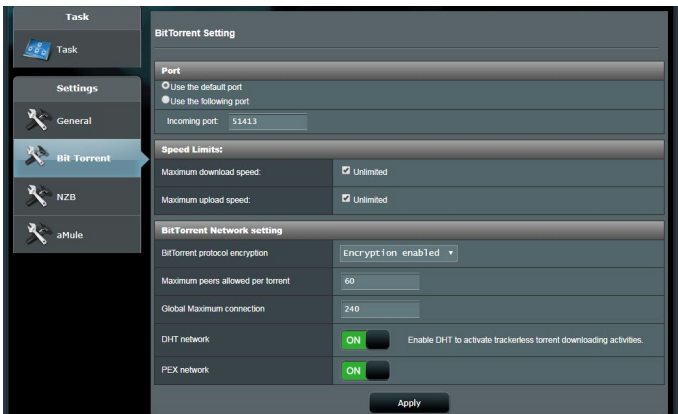 Task
Task
Settings
General
Bit Torrent
NZB
aMule
BitTorrent Setting
Port
Use the default port
Use the following port
Incoming port: 51413
Speed Limits:
Maximum download speed: Unlimited
Maximum upload speed: Unlimited
BitTorrent Network setting
BitTorrent protocol encryption Encryption enabled
Maximum peers allowed per torrent 60
Global Maximum connection 240
DHT network ON Enable DHT to activate trackerless torrent downloading activities.
PEX network ON
Apply